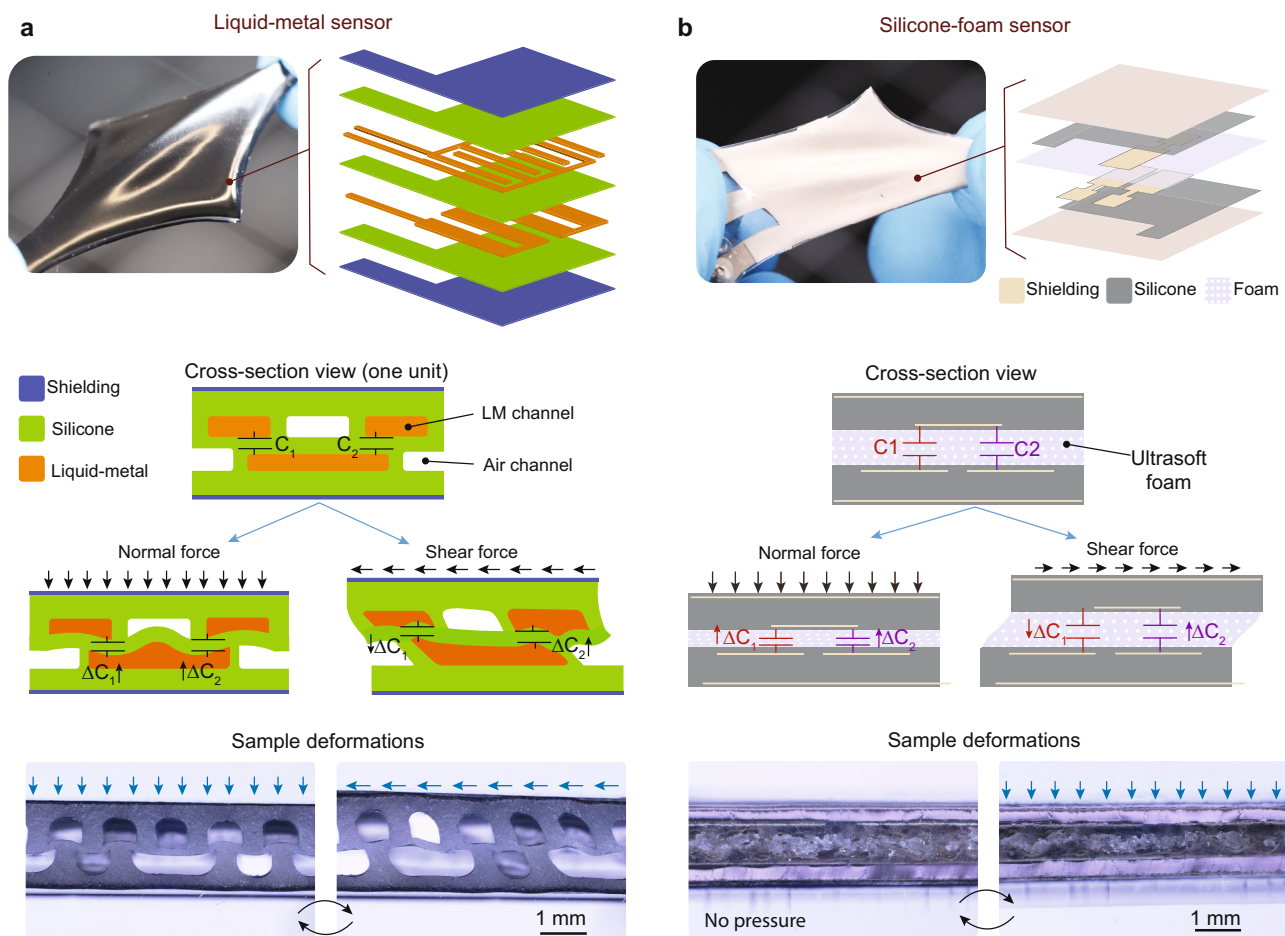 a
Liquid-metal sensor
Shielding
Silicone
Liquid-metal
Cross-section view (one unit)
C1
C2
LM channel
Air channel
Normal force
Shear force
ΔC1↑
↑ΔC2
↓ΔC1
ΔC2↑
Sample deformations
1 mm
b
Silicone-foam sensor
Shielding
Silicone
Foam
Cross-section view
C1
C2
Ultrasoft
foam
Normal force
Shear force
↑ΔC1
↑ΔC2
↓ΔC1
↑ΔC2
Sample deformations
No pressure
1 mm